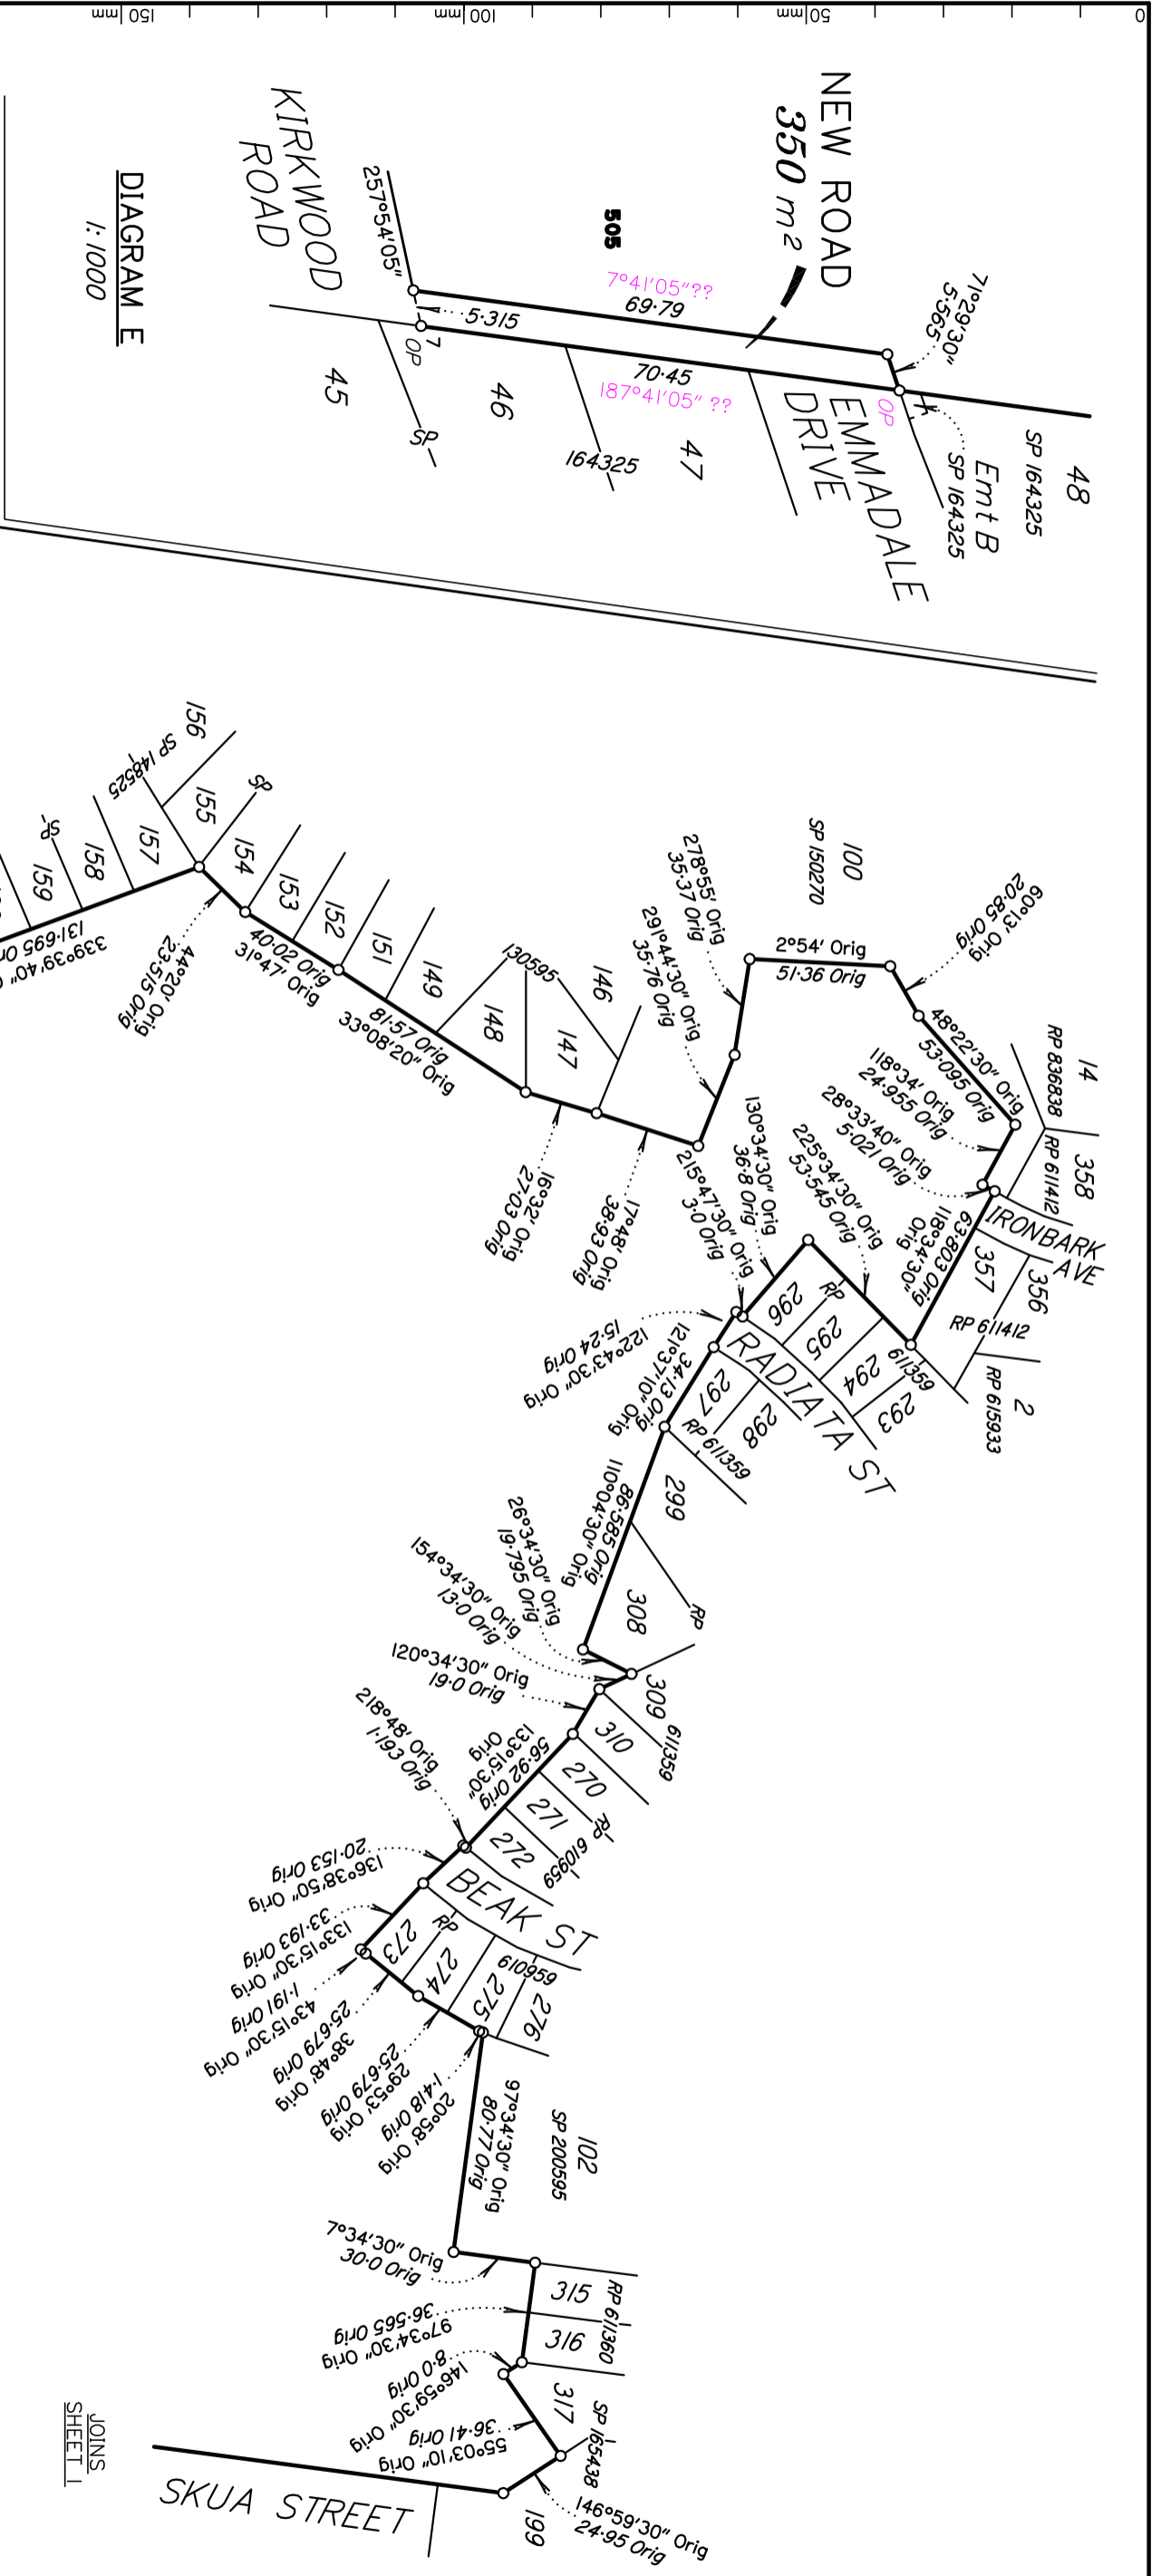 150
100mm
50mm
0
NEW ROAD
350 m²
KIRKWOOD
ROAD
DIAGRAM E
1:1000
257°54'05"
505
7°41'05"??
69·79
5·315
7
OP
70·45
187°41'05" ??
71°29'30"
5·565
OP
45
46
47
SP
164325
EMMADALE
DRIVE
Emt B
SP 164325
48
SP 164325
156
SP 148525
155
SP
154
157
158
SP
159
153
152
151
149
148
147
146
130595
339°39'40"
131·695
44°20' Orig
23·515 Orig
40·02 Orig
31°47' Orig
81·57 Orig
33°08'20" Orig
16°32' Orig
27·03 Orig
17°48' Orig
38·93 Orig
291°44'30" Orig
35·76 Orig
278°55' Orig
35·37 Orig
100
SP 150270
2°54' Orig
51·36 Orig
60°13' Orig
20·85 Orig
48°22'30" Orig
53·095 Orig
118°34' Orig
24·955 Orig
28°33'40" Orig
5·021 Orig
14
RP 836838
358
RP 611412
IRONBARK
AVE
63·803 Orig
118°34'30"
Orig
357
356
RP 611412
2
RP 615933
225°34'30" Orig
53·545 Orig
130°34'30" Orig
36·8 Orig
215°47'30" Orig
3·0 Orig
296
RP
295
294
611359
293
RADIATA ST
122°43'30" Orig
15·24 Orig
121°37'10" Orig
34·13 Orig
297
298
RP 611359
299
86·585 Orig
110°04'30" Orig
308
RP
309
611359
310
26°34'30" Orig
19·795 Orig
154°34'30" Orig
13·0 Orig
120°34'30" Orig
19·0 Orig
56·92 Orig
133°15'30"
Orig
270
271
RP
610959
272
218°48' Orig
1·193 Orig
BEAK ST
136°38'50" Orig
20·153 Orig
133°15'30" Orig
33·193 Orig
43°15'30" Orig
1·191 Orig
38°48' Orig
25·679 Orig
29°53' Orig
25·679 Orig
20°58' Orig
1·418 Orig
273
RP
274
275
610959
276
97°34'30" Orig
80·77 Orig
102
SP 200595
7°34'30" Orig
30·0 Orig
315
RP 611360
316
97°34'30" Orig
36·565 Orig
146°59'30" Orig
8·0 Orig
55°03'10" Orig
36·41 Orig
317
SP 165438
146°59'30" Orig
24·95 Orig
199
SKUA STREET
JOINS
SHEET 1